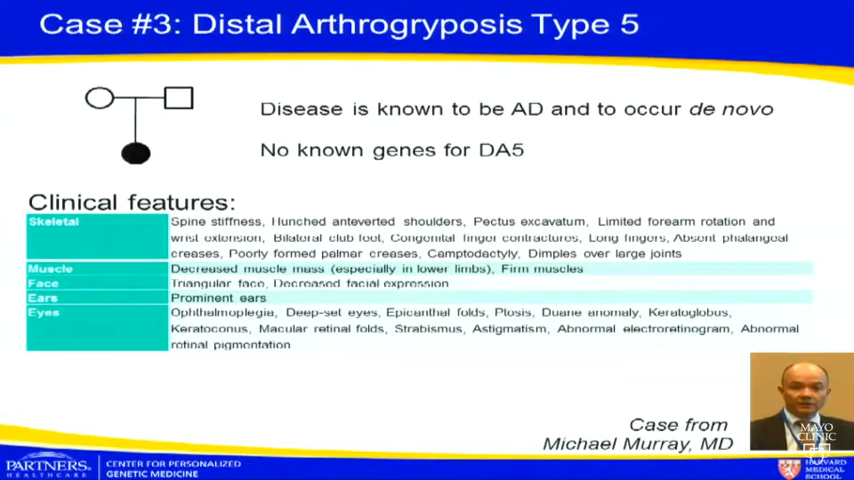 Case #3: Distal Arthrogryposis Type 5
Disease is known to be AD and to occur de novo
No known genes for DA5
Clinical features:
Skeletal
Spine stiffness, Hunched anteverted shoulders, Pectus excavatum, Limited forearm rotation and
wrist extension, Bilateral club feet, Congenital finger contractures, Long fingers, Absent phalangeal
creases, Poorly formed palmar creases, Camptodactyly, Dimples over large joints
Muscle
Decreased muscle mass (especially in lower limbs), Firm muscles
Face
Triangular face, Decreased facial expression
Ears
Prominent ears
Eyes
Ophthalmoplegia, Deep-set eyes, Epicanthal folds, Ptosis, Duane anomaly, Keratoglobus,
Keratoconus, Macular retinal folds, Strabismus, Astigmatism, Abnormal electroretinogram, Abnormal
retinal pigmentation
Case from
Michael Murray, MD
MAYO
CLINIC
PARTNERS
HEALTHCARE
CENTER FOR PERSONALIZED
GENETIC MEDICINE
HARVARD
MEDICAL
SCHOOL